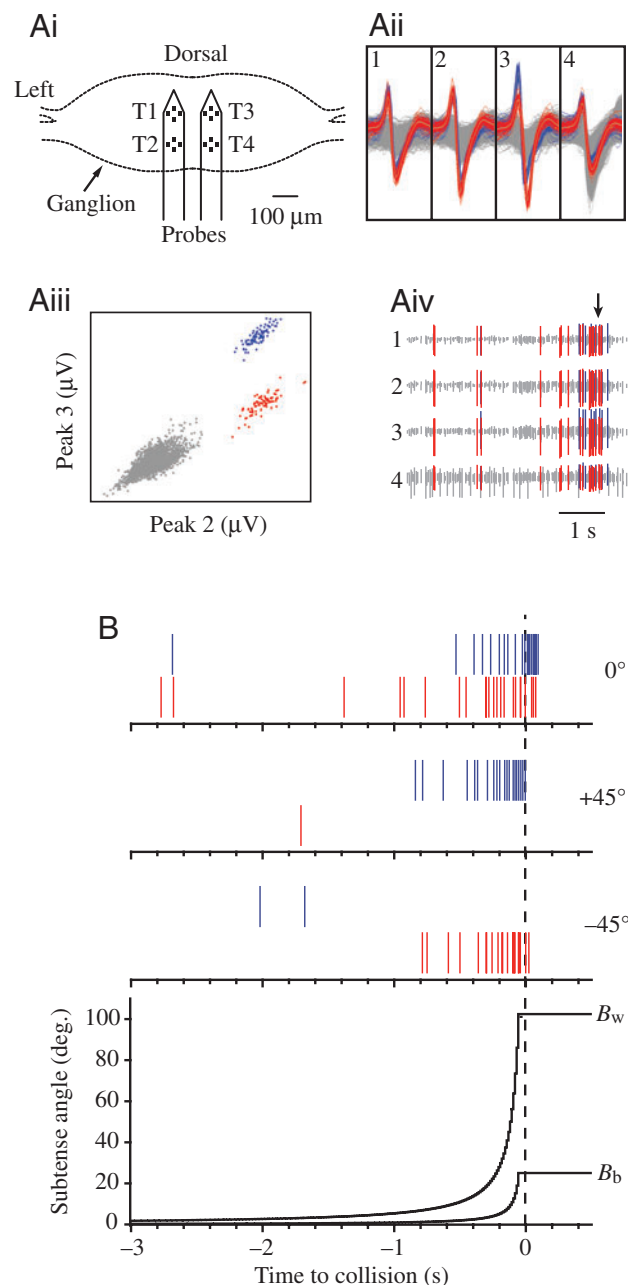 Ai
Dorsal
Left
T1
T3
T2
T4
Ganglion
Probes
100 μm
Aii
1 2 3 4
Aiii
Peak 3 (μV)
Peak 2 (μV)
Aiv
1
2
3
4
1 s
B
0°
+45°
–45°
Subtense angle (deg.)
100
80
60
40
20
0
Bw
Bb
–3 –2 –1 0
Time to collision (s)